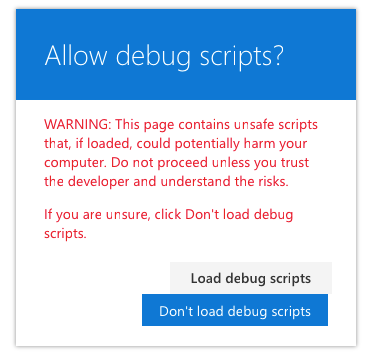 Allow debug scripts?
WARNING: This page contains unsafe scripts
that, if loaded, could potentially harm your
computer. Do not proceed unless you trust
the developer and understand the risks.
If you are unsure, click Don't load debug
scripts.
Load debug scripts
Don't load debug scripts